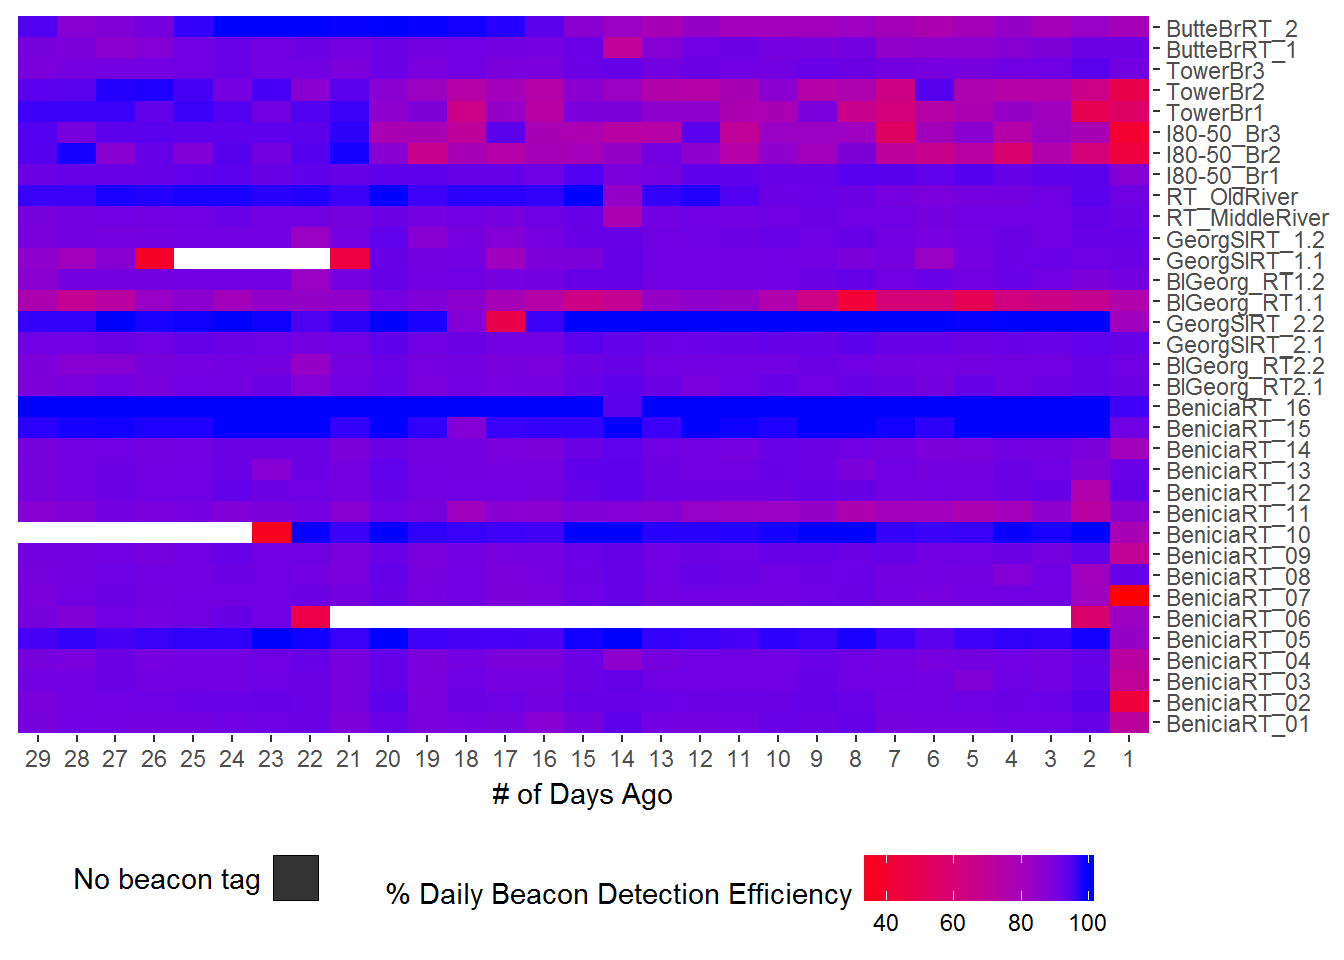 ButteBrRT_2
ButteBrRT_1
TowerBr3
TowerBr2
TowerBr1
I80-50_Br3
I80-50_Br2
I80-50_Br1
RT_OldRiver
RT_MiddleRiver
GeorgSlRT_1.2
GeorgSlRT_1.1
BlGeorg_RT1.2
BlGeorg_RT1.1
GeorgSlRT_2.2
GeorgSlRT_2.1
BlGeorg_RT2.2
BlGeorg_RT2.1
BeniciaRT_16
BeniciaRT_15
BeniciaRT_14
BeniciaRT_13
BeniciaRT_12
BeniciaRT_11
BeniciaRT_10
BeniciaRT_09
BeniciaRT_08
BeniciaRT_07
BeniciaRT_06
BeniciaRT_05
BeniciaRT_04
BeniciaRT_03
BeniciaRT_02
BeniciaRT_01
29 28 27 26 25 24 23 22 21 20 19 18 17 16 15 14 13 12 11 10 9 8 7 6 5 4 3 2 1
# of Days Ago
No beacon tag
% Daily Beacon Detection Efficiency
40 60 80 100